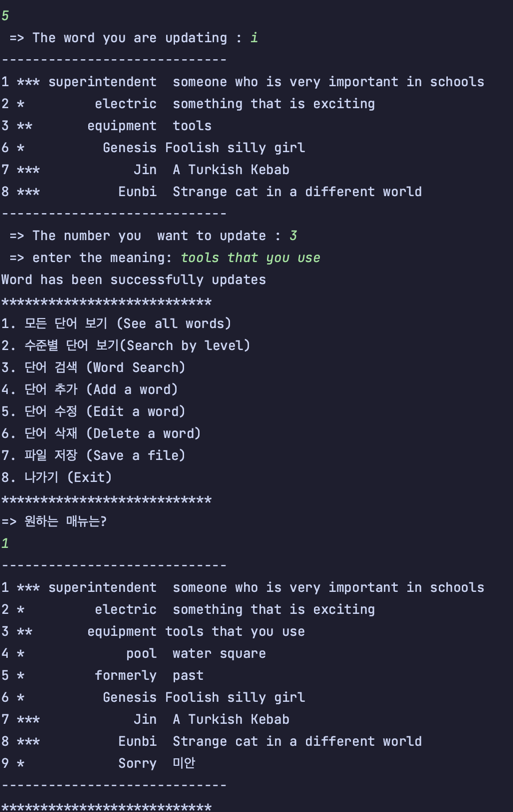 5
 => The word you are updating : i
-----------------------------
1 *** superintendent  someone who is very important in schools
2 *         electric  something that is exciting
3 **       equipment  tools
6 *          Genesis Foolish silly girl
7 ***            Jin  A Turkish Kebab
8 ***          Eunbi  Strange cat in a different world
-----------------------------
 => The number you  want to update : 3
 => enter the meaning: tools that you use
Word has been successfully updates
***************************
1. 모든 단어 보기 (See all words)
2. 수준별 단어 보기(Search by level)
3. 단어 검색 (Word Search)
4. 단어 추가 (Add a word)
5. 단어 수정 (Edit a word)
6. 단어 삭재 (Delete a word)
7. 파일 저장 (Save a file)
8. 나가기 (Exit)
***************************
=> 원하는 매뉴는?
1
-----------------------------
1 *** superintendent  someone who is very important in schools
2 *         electric  something that is exciting
3 **       equipment tools that you use
4 *             pool  water square
5 *         formerly  past
6 *          Genesis Foolish silly girl
7 ***            Jin  A Turkish Kebab
8 ***          Eunbi  Strange cat in a different world
9 *            Sorry  미안
-----------------------------
***************************